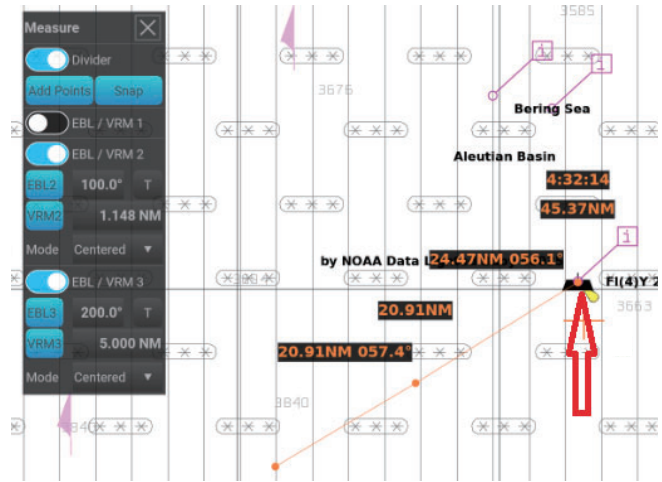 Measure
Divider
Add Points Snap
EBL / VRM 1
EBL / VRM 2
EBL2 100.0° T
VRM2 1.148 NM
Mode Centered
EBL / VRM 3
EBL3 200.0° T
VRM3 5.000 NM
Mode Centered
3585
i
i
3676
Bering Sea
Aleutian Basin
4:32:14
45.37NM
i
by NOAA Data
24.47NM 056.1°
Fl(4)Y 2
3663
20.91NM
20.91NM 057.4°
3840